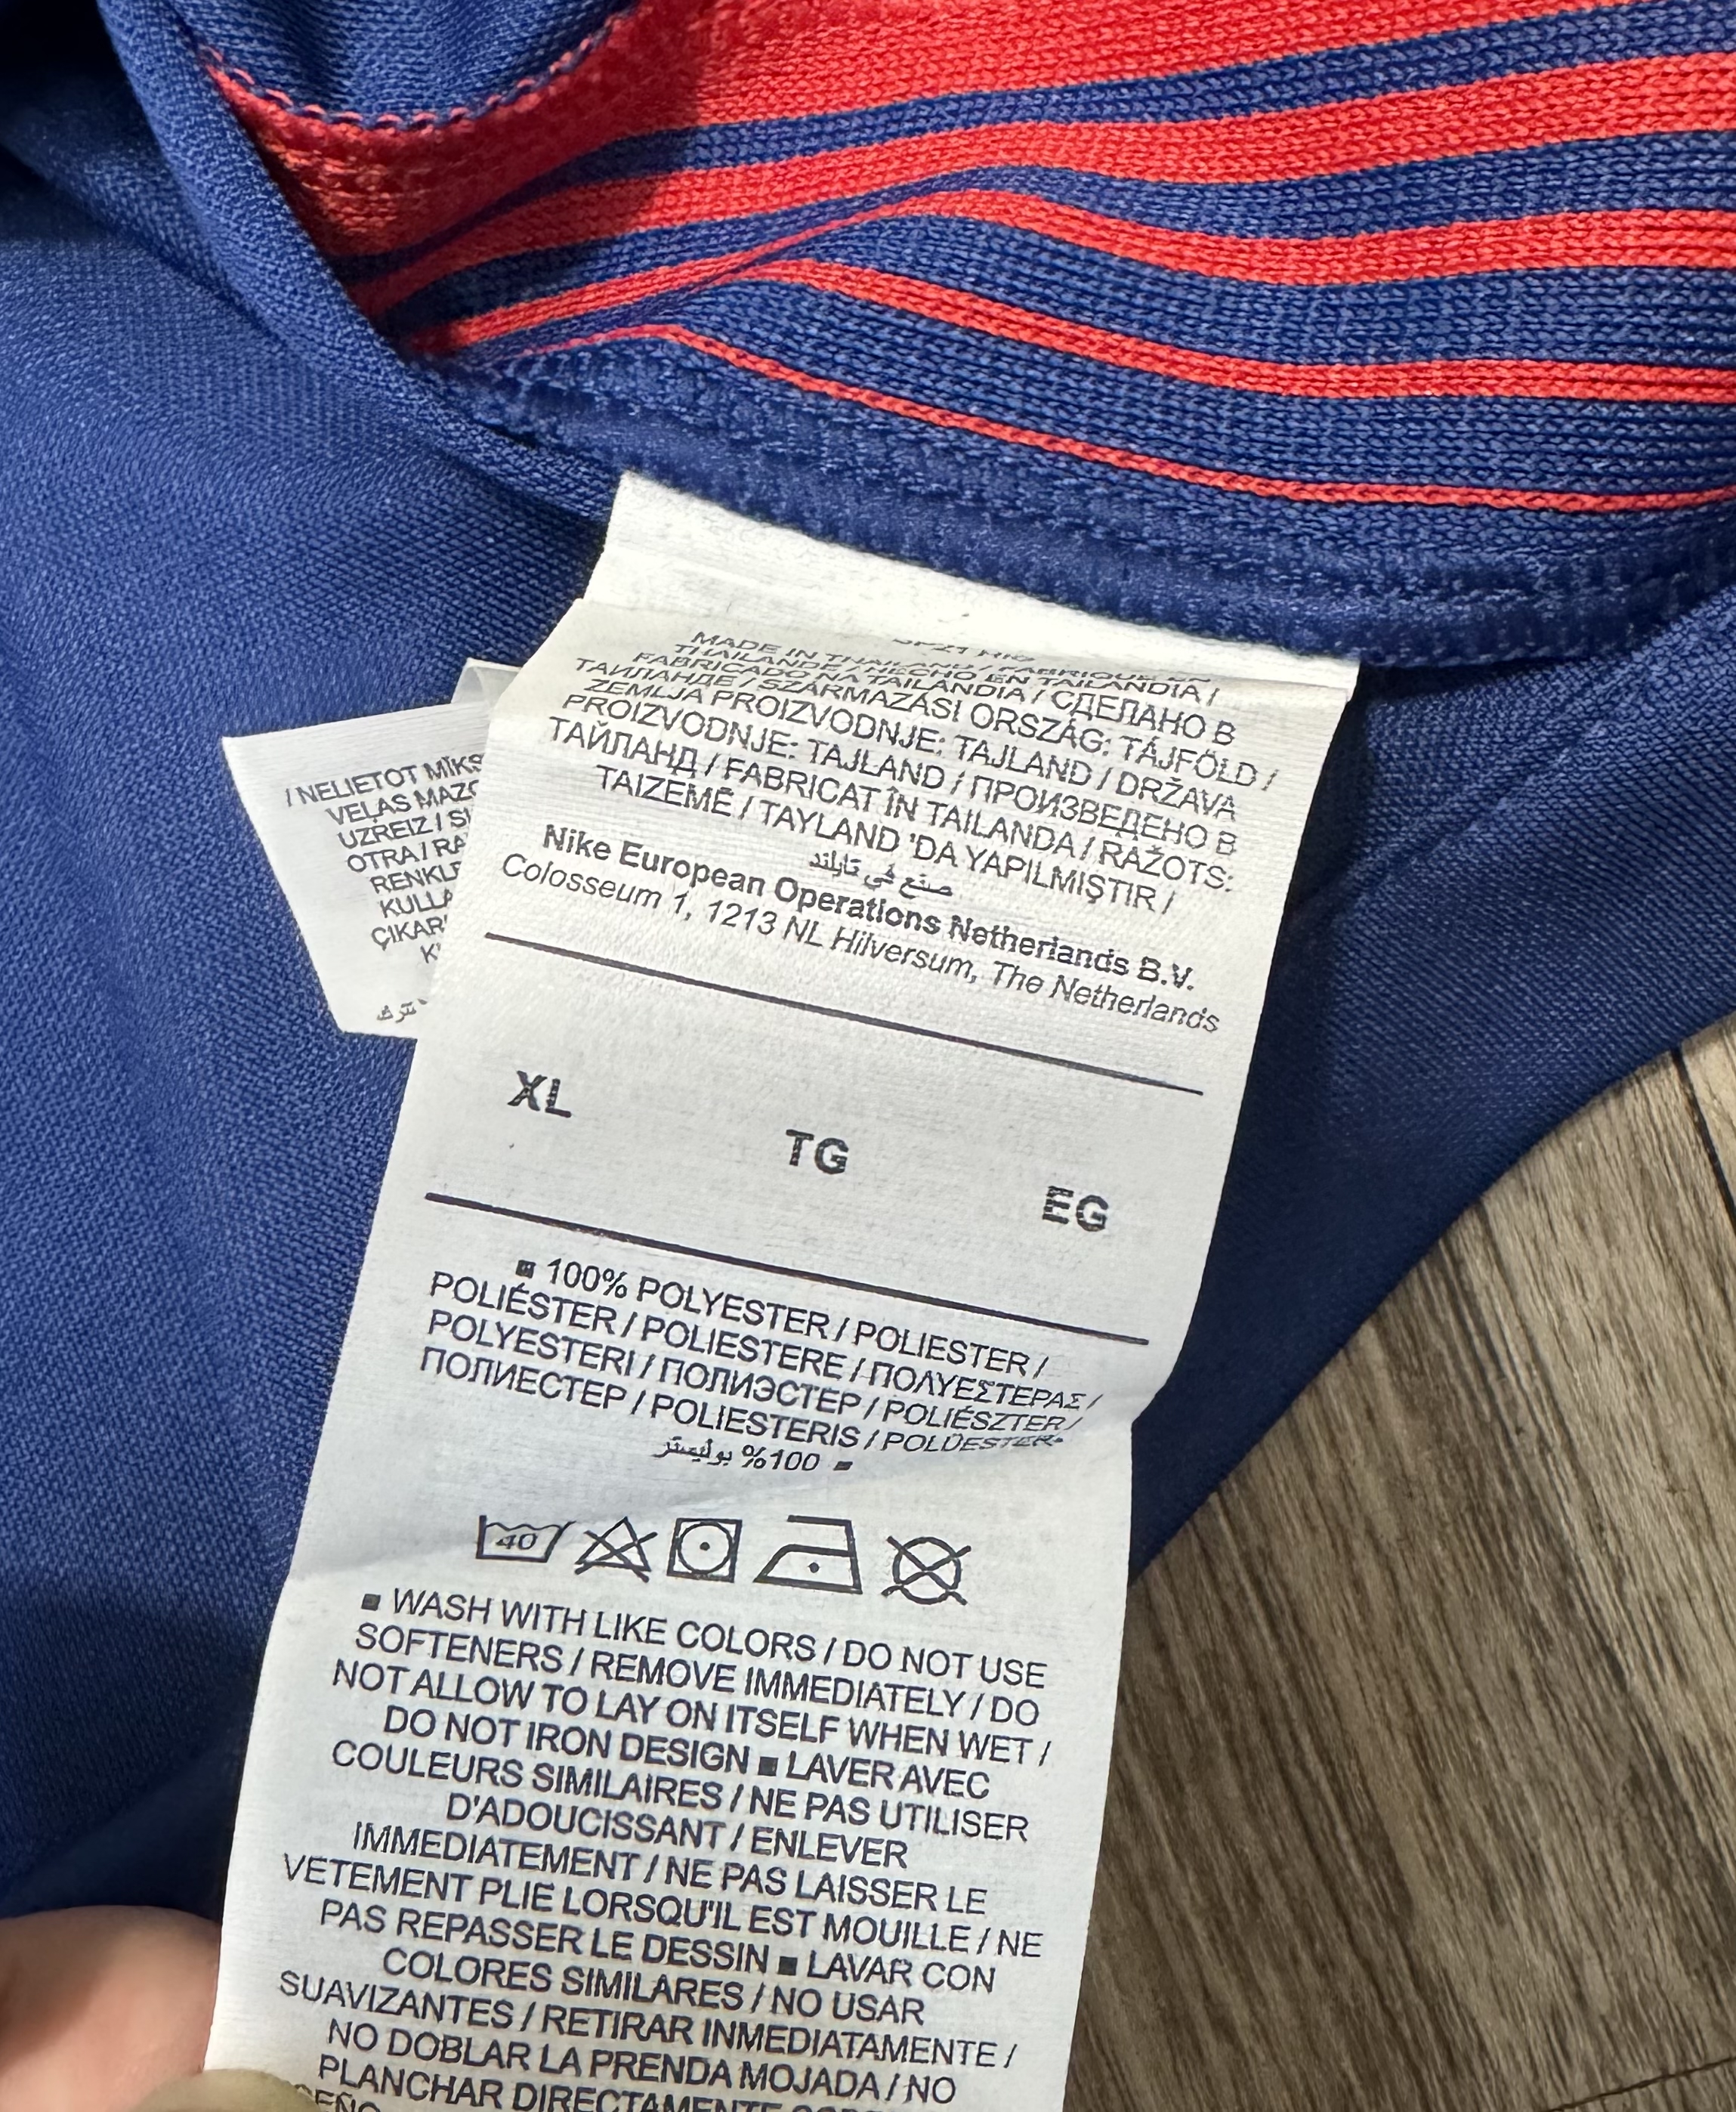 MADE IN THAILAND / FABRIQUE EN
THAILANDE / HECHO EN TAILANDIA /
FABRICADO NA TAILÂNDIA / СДЕЛАНО В
ТАИЛАНДЕ / SZÁRMAZÁSI ORSZÁG: TÁJFÖLD /
ZEMLJA PROIZVODNJE: TAJLAND / DRŽAVA
PROIZVODNJE: TAJLAND / ПРОИЗВЕДЕНО В
ТАЙЛАНД / FABRICAT ÎN TAILANDA / RAŽOTS:
TAIZEMĒ / TAYLAND 'DA YAPILMIŞTIR /
صنع في تايلند
Nike European Operations Netherlands B.V.
Colosseum 1, 1213 NL Hilversum, The Netherlands
XL TG EG
■ 100% POLYESTER / POLIESTER /
POLIÉSTER / POLIESTERE / ΠΟΛΥΕΣΤΕΡΑΣ /
POLYESTERI / ПОЛИЭСТЕР / POLIÉSZTER /
ПОЛИЕСТЕР / POLIESTERIS / POLÜESTER
100% بوليستر ■
40
■ WASH WITH LIKE COLORS / DO NOT USE
SOFTENERS / REMOVE IMMEDIATELY / DO
NOT ALLOW TO LAY ON ITSELF WHEN WET /
DO NOT IRON DESIGN ■ LAVER AVEC
COULEURS SIMILAIRES / NE PAS UTILISER
D'ADOUCISSANT / ENLEVER
IMMEDIATEMENT / NE PAS LAISSER LE
VETEMENT PLIE LORSQU'IL EST MOUILLE / NE
PAS REPASSER LE DESSIN ■ LAVAR CON
COLORES SIMILARES / NO USAR
SUAVIZANTES / RETIRAR INMEDIATAMENTE /
NO DOBLAR LA PRENDA MOJADA / NO
PLANCHAR DIRECTAMENTE
/ NELIETOT MĪKS
VEĻAS MAZG
UZREIZ / SU
OTRA / RA
RENKLE
KULLA
ÇIKAR
تترك